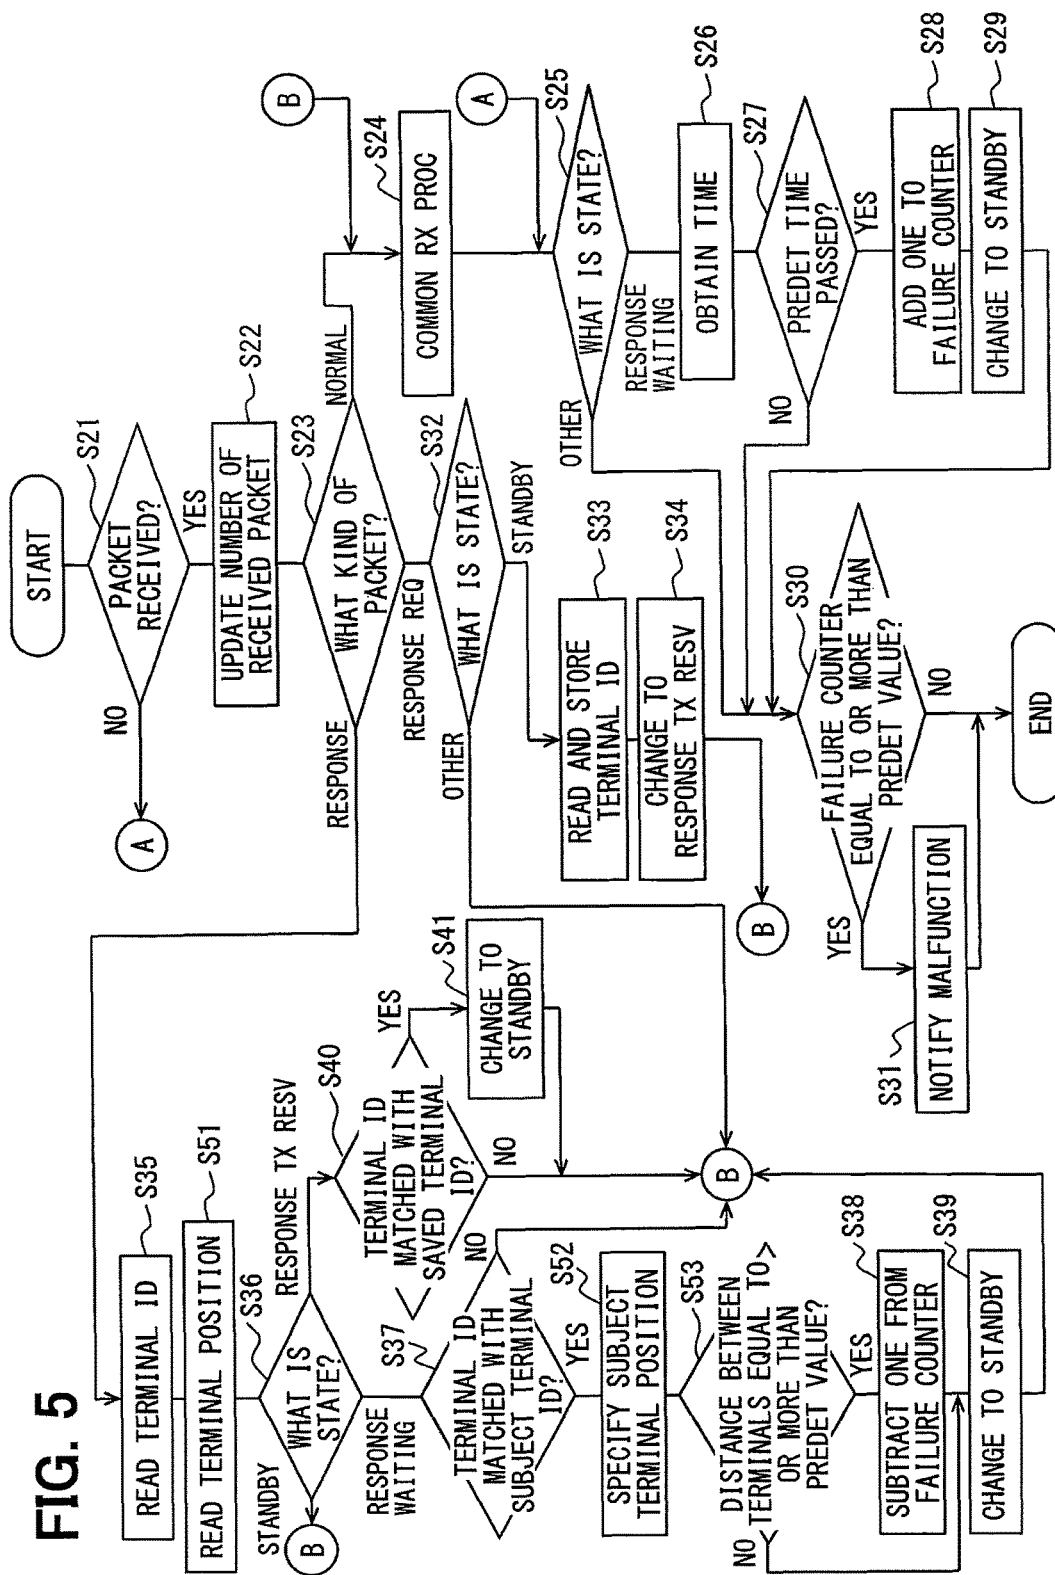 FIG. 5
START
S21
PACKET
RECEIVED?
NO
A
YES
S22
UPDATE NUMBER OF
RECEIVED PACKET
S23
WHAT KIND OF
PACKET?
NORMAL
RESPONSE
RESPONSE REQ
B
S24
COMMON RX PROC
A
S25
WHAT IS STATE?
OTHER
RESPONSE
WAITING
S26
OBTAIN TIME
S27
PREDET TIME
PASSED?
NO
YES
S28
ADD ONE TO
FAILURE COUNTER
S29
CHANGE TO STANDBY
S32
WHAT IS STATE?
OTHER
STANDBY
S33
READ AND STORE
TERMINAL ID
S34
CHANGE TO
RESPONSE TX RESV
B
S30
FAILURE COUNTER
EQUAL TO OR MORE THAN
PREDET VALUE?
YES
NO
S31
NOTIFY MALFUNCTION
END
S35
READ TERMINAL ID
S51
READ TERMINAL POSITION
S36
WHAT IS
STATE?
STANDBY
B
RESPONSE TX RESV
RESPONSE
WAITING
S40
TERMINAL ID
MATCHED WITH
SAVED TERMINAL
ID?
YES
NO
S41
CHANGE TO
STANDBY
S37
TERMINAL ID
MATCHED WITH
SUBJECT TERMINAL
ID?
NO
YES
B
S52
SPECIFY SUBJECT
TERMINAL POSITION
S53
DISTANCE BETWEEN
TERMINALS EQUAL TO
OR MORE THAN
PREDET VALUE?
NO
YES
S38
SUBTRACT ONE FROM
FAILURE COUNTER
S39
CHANGE TO STANDBY